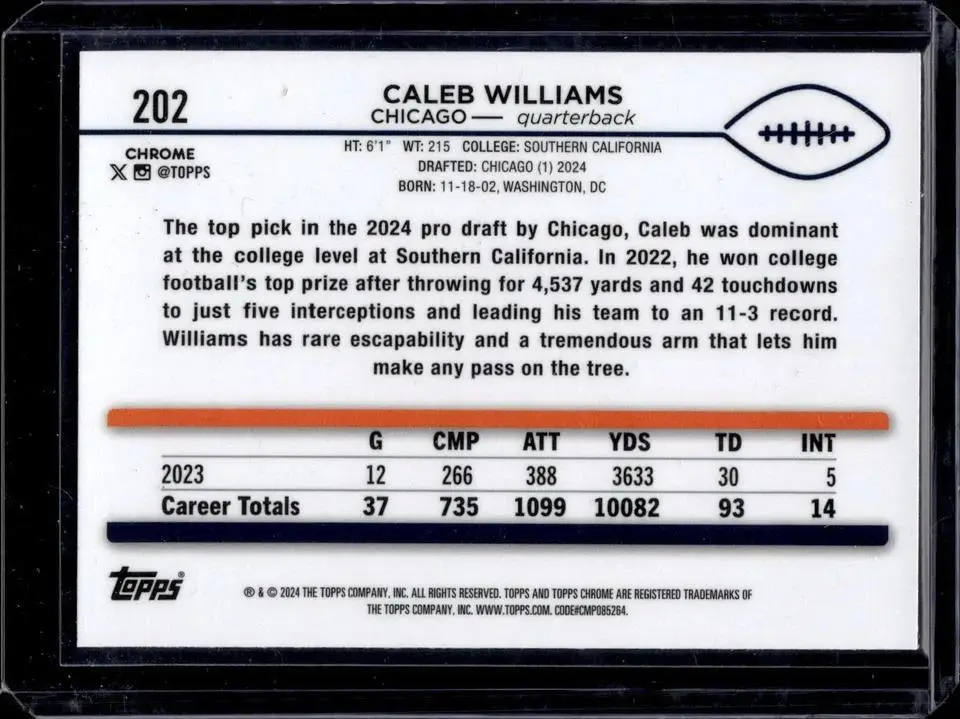 202
CALEB WILLIAMS
CHICAGO — quarterback
CHROME
@TOPPS
HT: 6'1" WT: 215 COLLEGE: SOUTHERN CALIFORNIA
DRAFTED: CHICAGO (1) 2024
BORN: 11-18-02, WASHINGTON, DC
The top pick in the 2024 pro draft by Chicago, Caleb was dominant
at the college level at Southern California. In 2022, he won college
football's top prize after throwing for 4,537 yards and 42 touchdowns
to just five interceptions and leading his team to an 11-3 record.
Williams has rare escapability and a tremendous arm that lets him
make any pass on the tree.
G CMP ATT YDS TD INT
2023 12 266 388 3633 30 5
Career Totals 37 735 1099 10082 93 14
Topps®
® & © 2024 THE TOPPS COMPANY, INC. ALL RIGHTS RESERVED. TOPPS AND TOPPS CHROME ARE REGISTERED TRADEMARKS OF
THE TOPPS COMPANY, INC. WWW.TOPPS.COM. CODE#CMP085264.